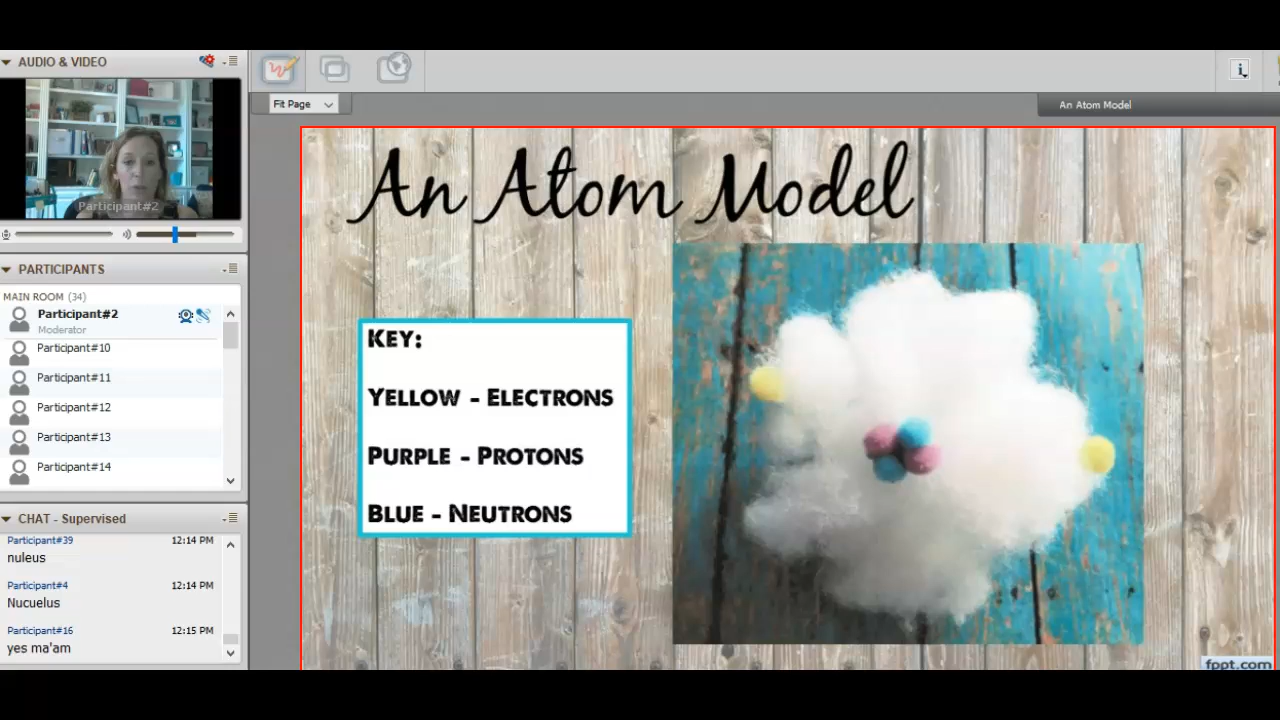 AUDIO & VIDEO
Participant#2
PARTICIPANTS
MAIN ROOM (34)
Participant#2
Moderator
Participant#10
Participant#11
Participant#12
Participant#13
Participant#14
CHAT - Supervised
Participant#39 12:14 PM
nuleus
Participant#4 12:14 PM
Nucuelus
Participant#16 12:15 PM
yes ma'am
Fit Page
An Atom Model
An Atom Model
KEY:
YELLOW - ELECTRONS
PURPLE - PROTONS
BLUE - NEUTRONS
fppt.com